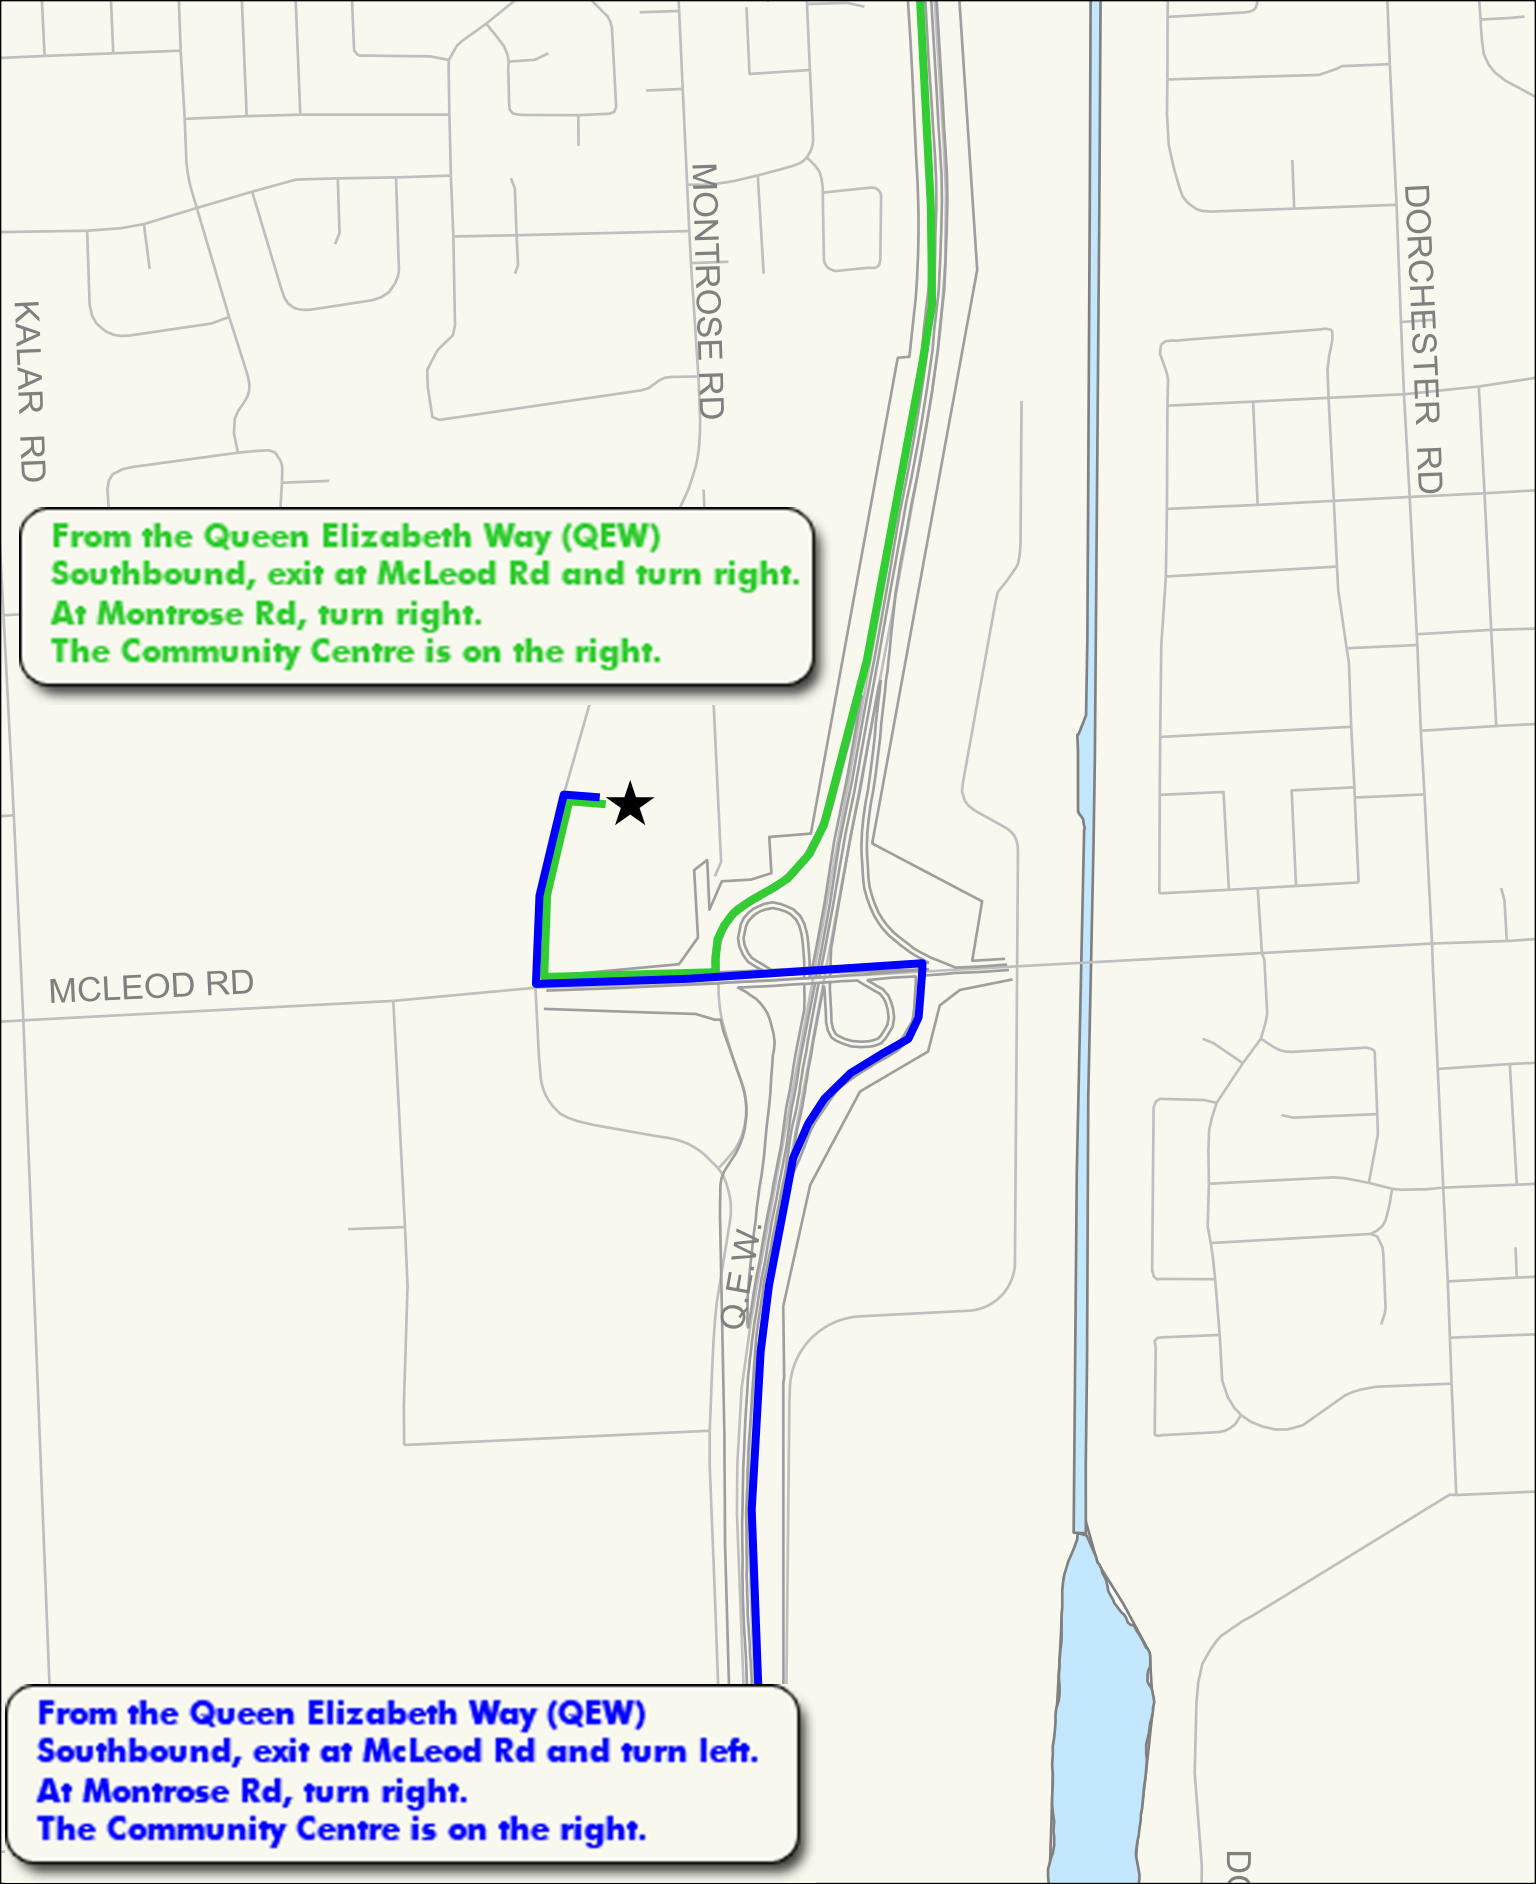 MONTROSE RD
DORCHESTER RD
KALAR RD
From the Queen Elizabeth Way (QEW)
Southbound, exit at McLeod Rd and turn right.
At Montrose Rd, turn right.
The Community Centre is on the right.
MCLEOD RD
Q.E.W.
From the Queen Elizabeth Way (QEW)
Southbound, exit at McLeod Rd and turn left.
At Montrose Rd, turn right.
The Community Centre is on the right.